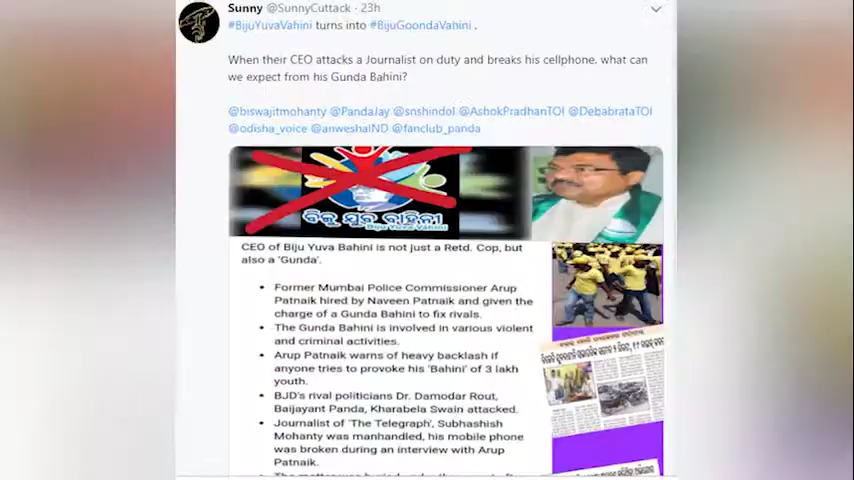 Sunny @SunnyCuttack · 23h
#BijuYuvaVahini turns into #BijuGoondaVahini .
When their CEO attacks a Journalist on duty and breaks his cellphone, what can
we expect from his Gunda Bahini?
@biswajitmohanty @PandaJay @snshindol @AshokPradhanTOI @DebabrataTOI
@odisha_voice @anweshaIND @fanclub_panda
ବିଜୁ ଯୁବ ବାହିନୀ
Biju Yuva Vahini
CEO of Biju Yuva Bahini is not just a Retd. Cop, but
also a 'Gunda'.
• Former Mumbai Police Commissioner Arup
Patnaik hired by Naveen Patnaik and given the
charge of a Gunda Bahini to fix rivals.
• The Gunda Bahini is involved in various violent
and criminal activities.
• Arup Patnaik warns of heavy backlash if
anyone tries to provoke his 'Bahini' of 3 lakh
youth.
• BJD's rival politicians Dr. Damodar Rout,
Baijayant Panda, Kharabela Swain attacked.
• Journalist of 'The Telegraph', Subhashish
Mohanty was manhandled, his mobile phone
was broken during an interview with Arup
Patnaik.